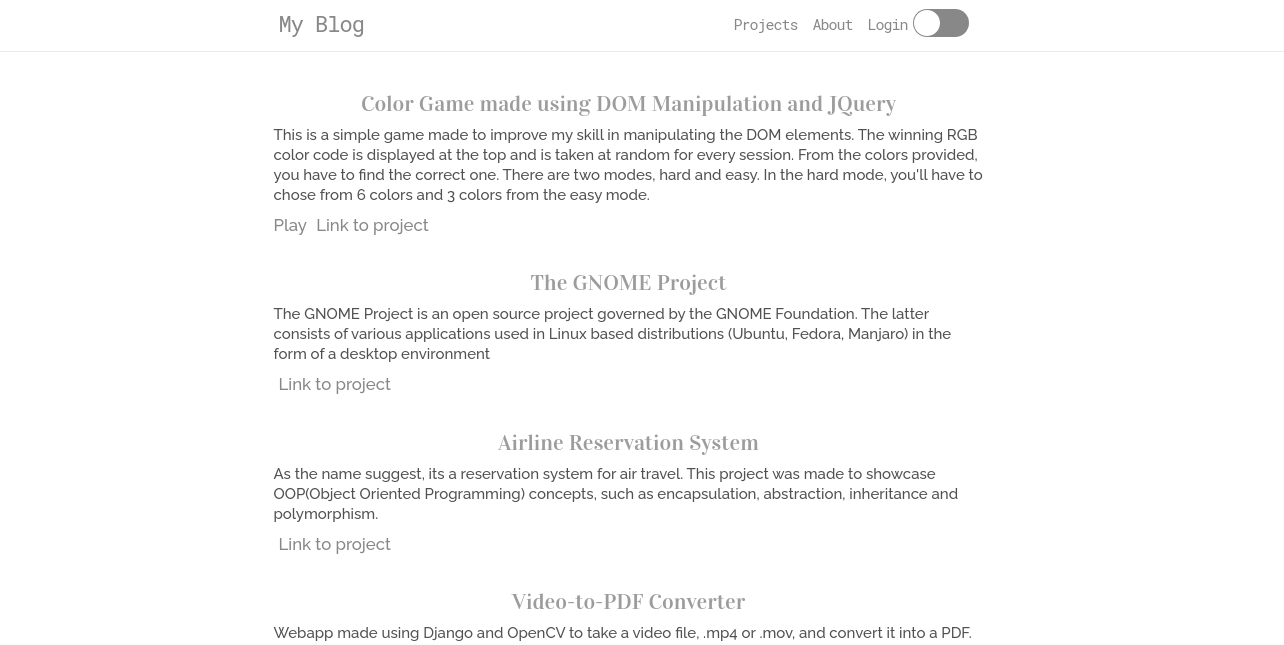 My Blog
Projects About Login
Color Game made using DOM Manipulation and JQuery
This is a simple game made to improve my skill in manipulating the DOM elements. The winning RGB
color code is displayed at the top and is taken at random for every session. From the colors provided,
you have to find the correct one. There are two modes, hard and easy. In the hard mode, you'll have to
chose from 6 colors and 3 colors from the easy mode.
Play Link to project
The GNOME Project
The GNOME Project is an open source project governed by the GNOME Foundation. The latter
consists of various applications used in Linux based distributions (Ubuntu, Fedora, Manjaro) in the
form of a desktop environment
Link to project
Airline Reservation System
As the name suggest, its a reservation system for air travel. This project was made to showcase
OOP(Object Oriented Programming) concepts, such as encapsulation, abstraction, inheritance and
polymorphism.
Link to project
Video-to-PDF Converter
Webapp made using Django and OpenCV to take a video file, .mp4 or .mov, and convert it into a PDF.